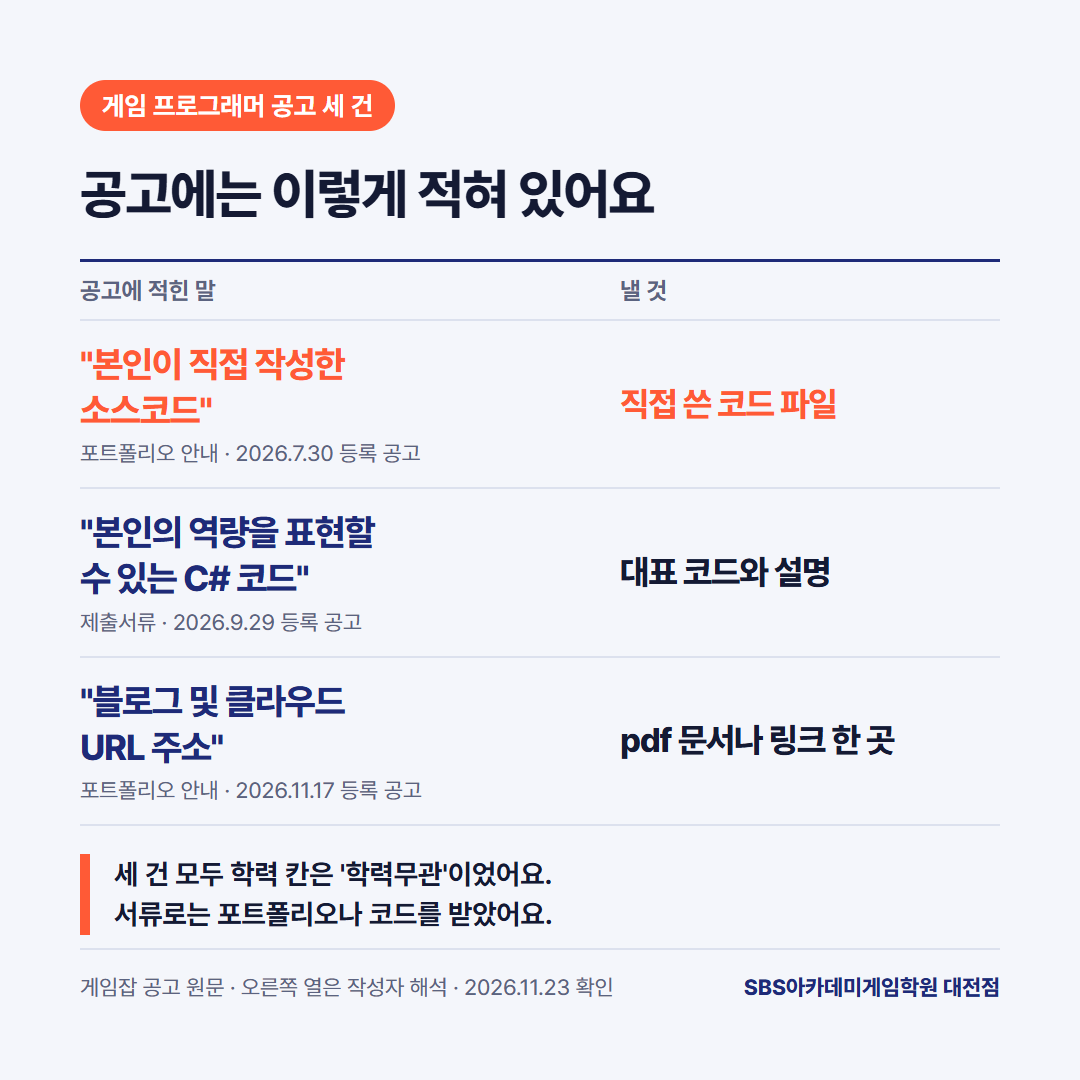 게임 프로그래머 공고 세 건
공고에는 이렇게 적혀 있어요
공고에 적힌 말
낼 것
"본인이 직접 작성한
소스코드"
포트폴리오 안내 · 2026.7.30 등록 공고
직접 쓴 코드 파일
"본인의 역량을 표현할
수 있는 C# 코드"
제출서류 · 2026.9.29 등록 공고
대표 코드와 설명
"블로그 및 클라우드
URL 주소"
포트폴리오 안내 · 2026.11.17 등록 공고
pdf 문서나 링크 한 곳
세 건 모두 학력 칸은 '학력무관'이었어요.
서류로는 포트폴리오나 코드를 받았어요.
게임잡 공고 원문 · 오른쪽 열은 작성자 해석 · 2026.11.23 확인
SBS아카데미게임학원 대전점